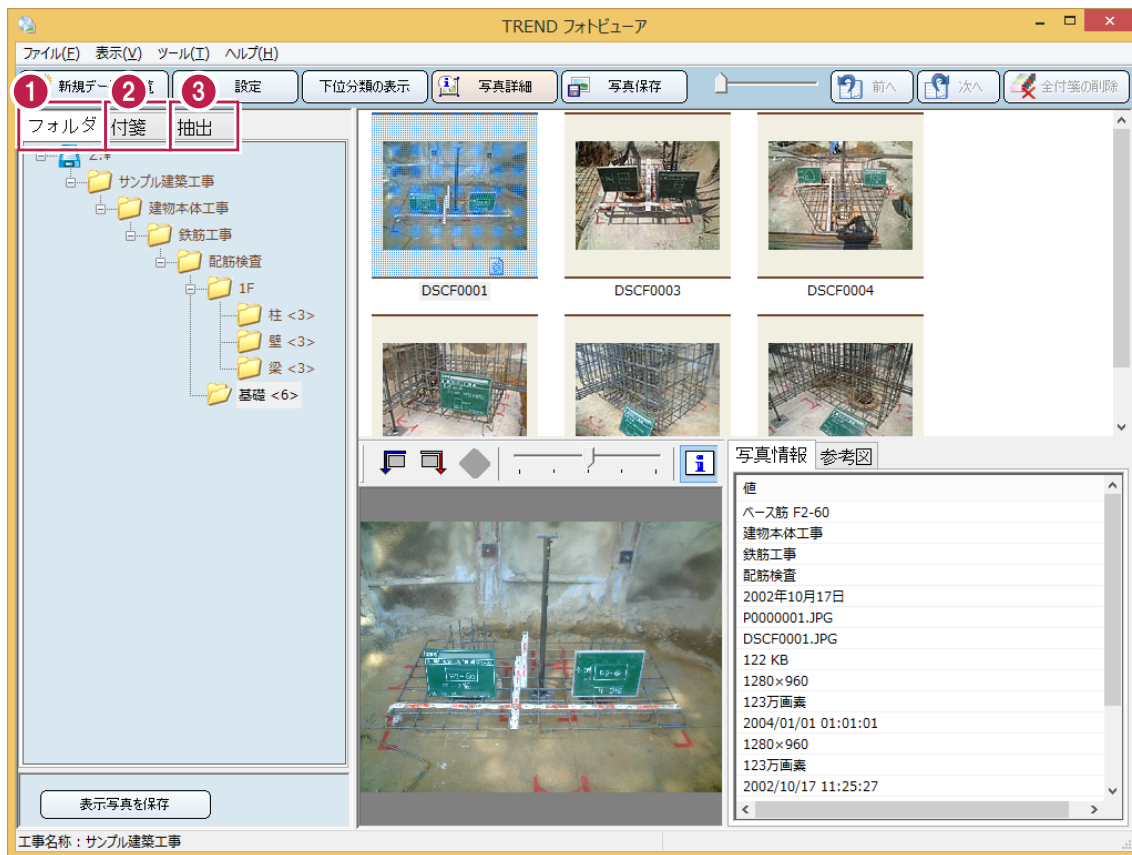 TREND フォトビューア
ファイル(F) 表示(V) ツール(T) ヘルプ(H)
新規デー 覧 設定 下位分類の表示 写真詳細 写真保存 前へ 次へ 全付箋の削除
1 2 3
フォルダ 付箋 抽出
サンプル建築工事
建物本体工事
鉄筋工事
配筋検査
1F
柱 <3>
壁 <3>
梁 <3>
基礎 <6>
DSCF0001 DSCF0003 DSCF0004
写真情報 参考図
値
ベース筋 F2-60
建物本体工事
鉄筋工事
配筋検査
2002年10月17日
P0000001.JPG
DSCF0001.JPG
122 KB
1280×960
123万画素
2004/01/01 01:01:01
1280×960
123万画素
2002/10/17 11:25:27
F2-60
表示写真を保存
工事名称：サンプル建築工事